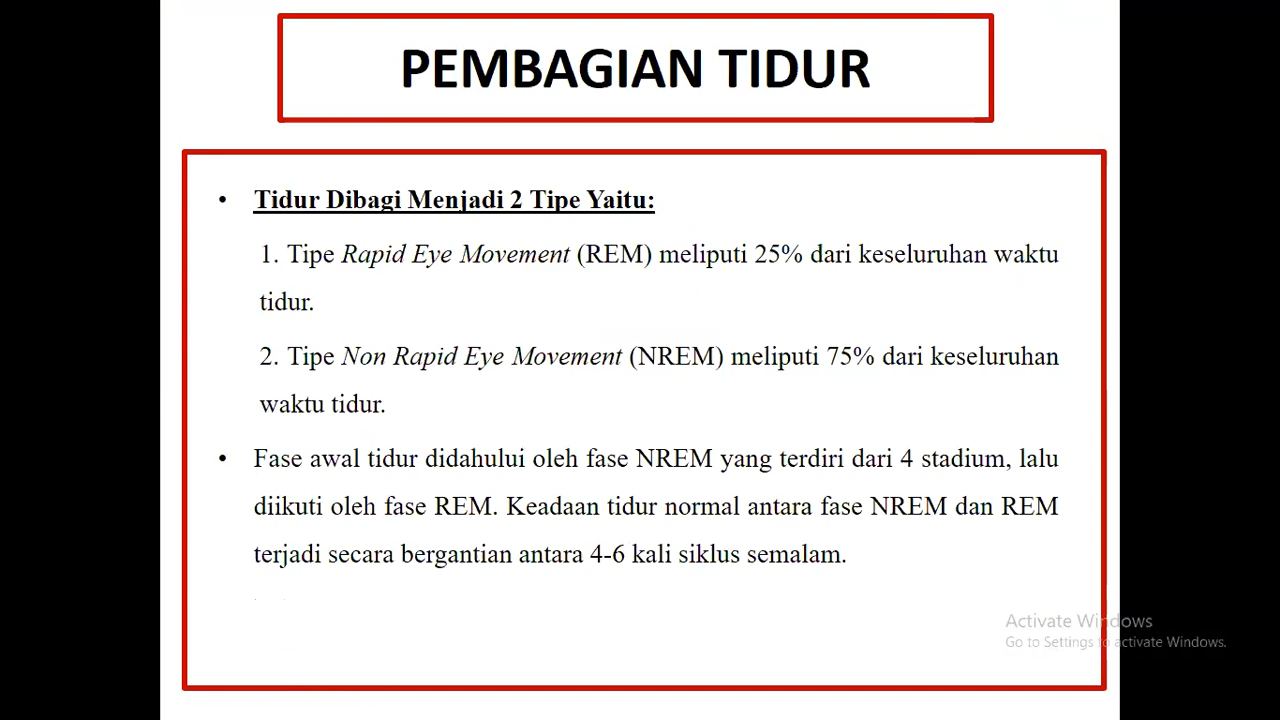 PEMBAGIAN TIDUR
• Tidur Dibagi Menjadi 2 Tipe Yaitu:
1. Tipe Rapid Eye Movement (REM) meliputi 25% dari keseluruhan waktu
tidur.
2. Tipe Non Rapid Eye Movement (NREM) meliputi 75% dari keseluruhan
waktu tidur.
• Fase awal tidur didahului oleh fase NREM yang terdiri dari 4 stadium, lalu
diikuti oleh fase REM. Keadaan tidur normal antara fase NREM dan REM
terjadi secara bergantian antara 4-6 kali siklus semalam.
Activate Windows
Go to Settings to activate Windows.